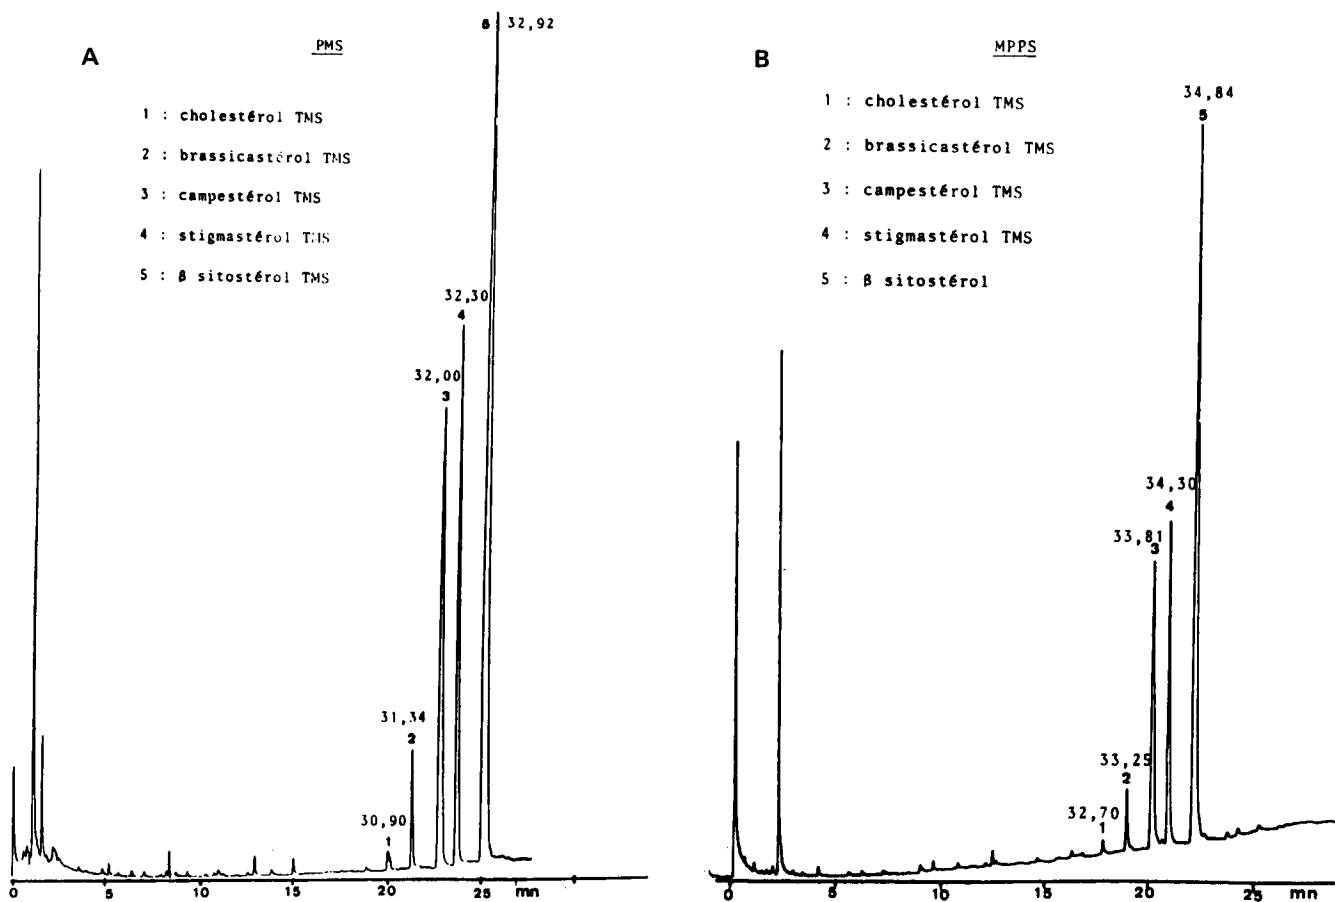 A
PMS
1 : cholestérol TMS
2 : brassicastérol TMS
3 : campestérol TMS
4 : stigmastérol TMS
5 : β sitostérol TMS
5 32,92
32,30
4
32,00
3
31,34
2
30,90
1
0 5 10 15 20 25 mn
B
MPPS
1 : cholestérol TMS
2 : brassicastérol TMS
3 : campestérol TMS
4 : stigmastérol TMS
5 : β sitostérol
34,84
5
34,30
4
33,81
3
33,25
2
32,70
1
0 5 10 15 20 25 mn